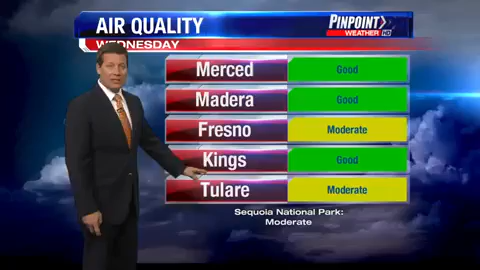 AIR QUALITY
WEDNESDAY
PINPOINT
WEATHER HD
Merced Good
Madera Good
Fresno Moderate
Kings Good
Tulare Moderate
Sequoia National Park:
Moderate